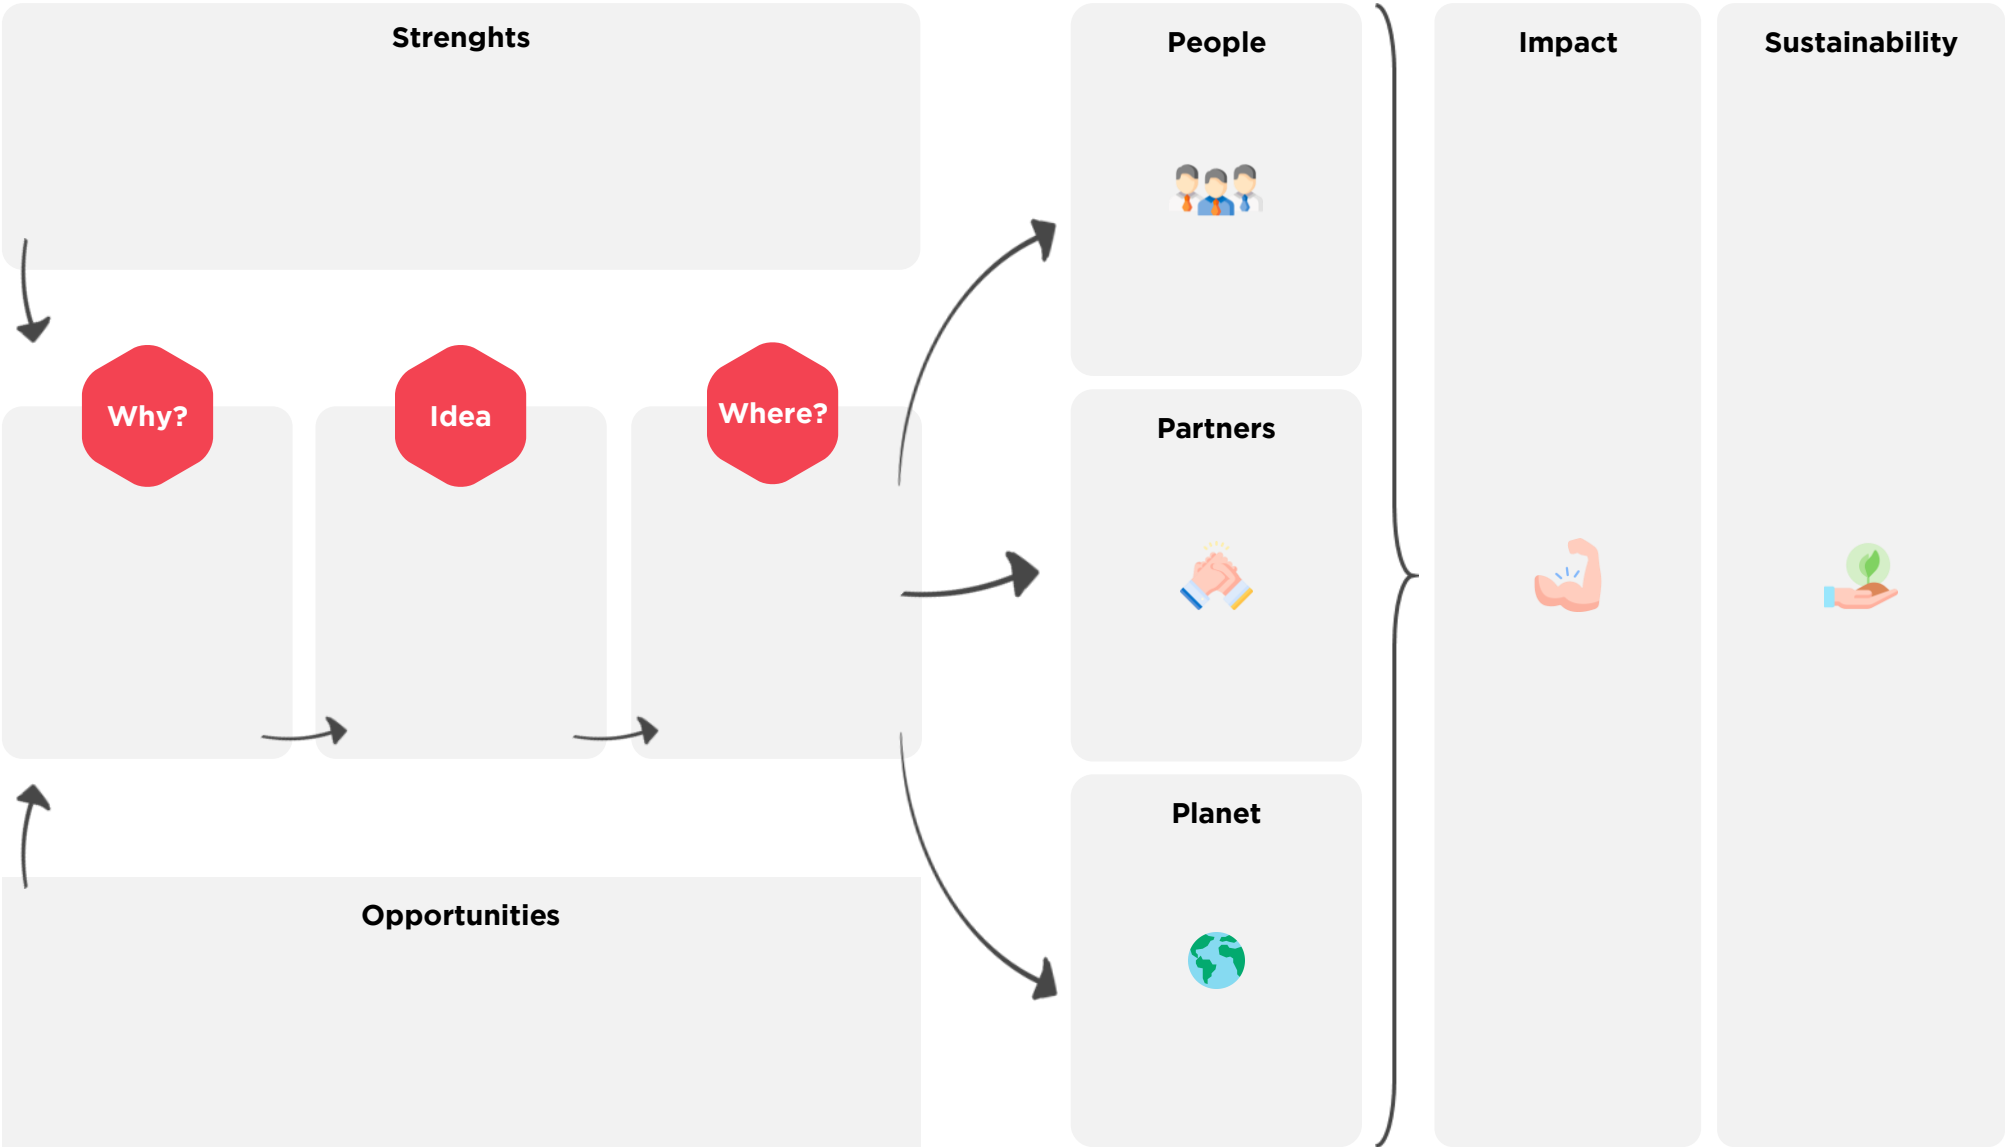 Strenghts
Why?
Idea
Where?
Opportunities
People
Partners
Planet
Impact
Sustainability